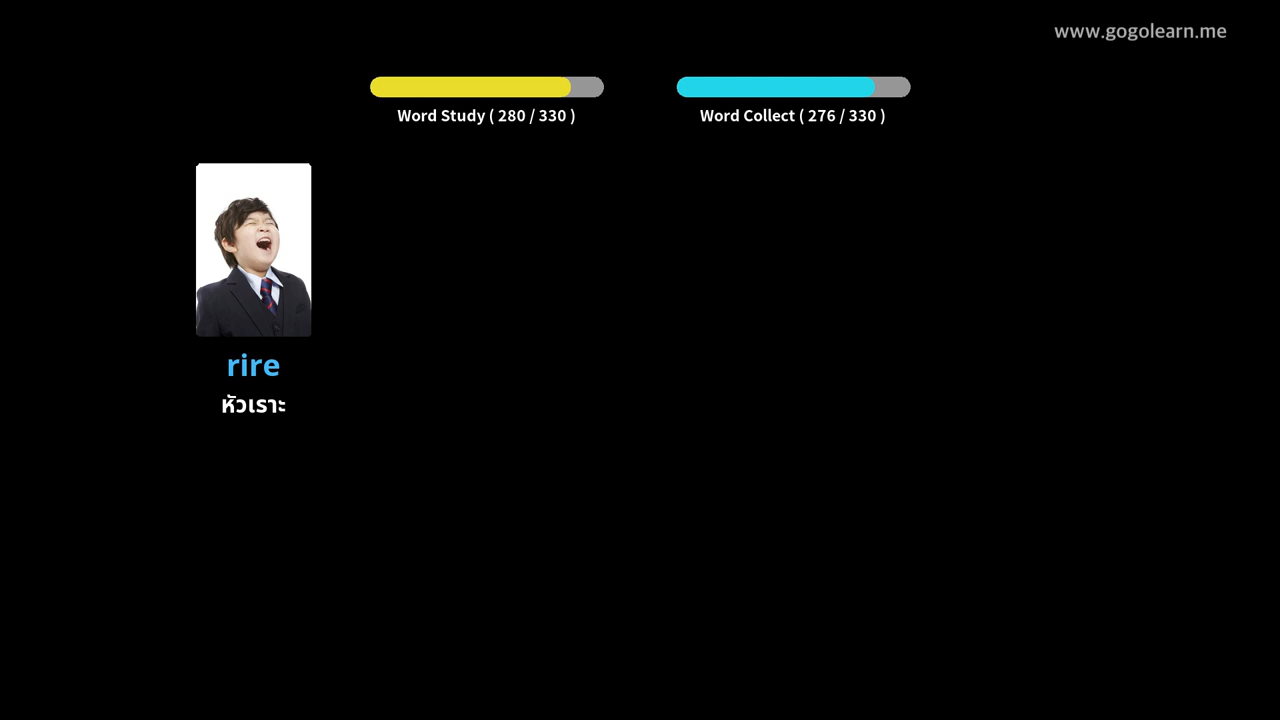 www.gogolearn.me
Word Study ( 280 / 330 )
Word Collect ( 276 / 330 )
rire
หัวเราะ